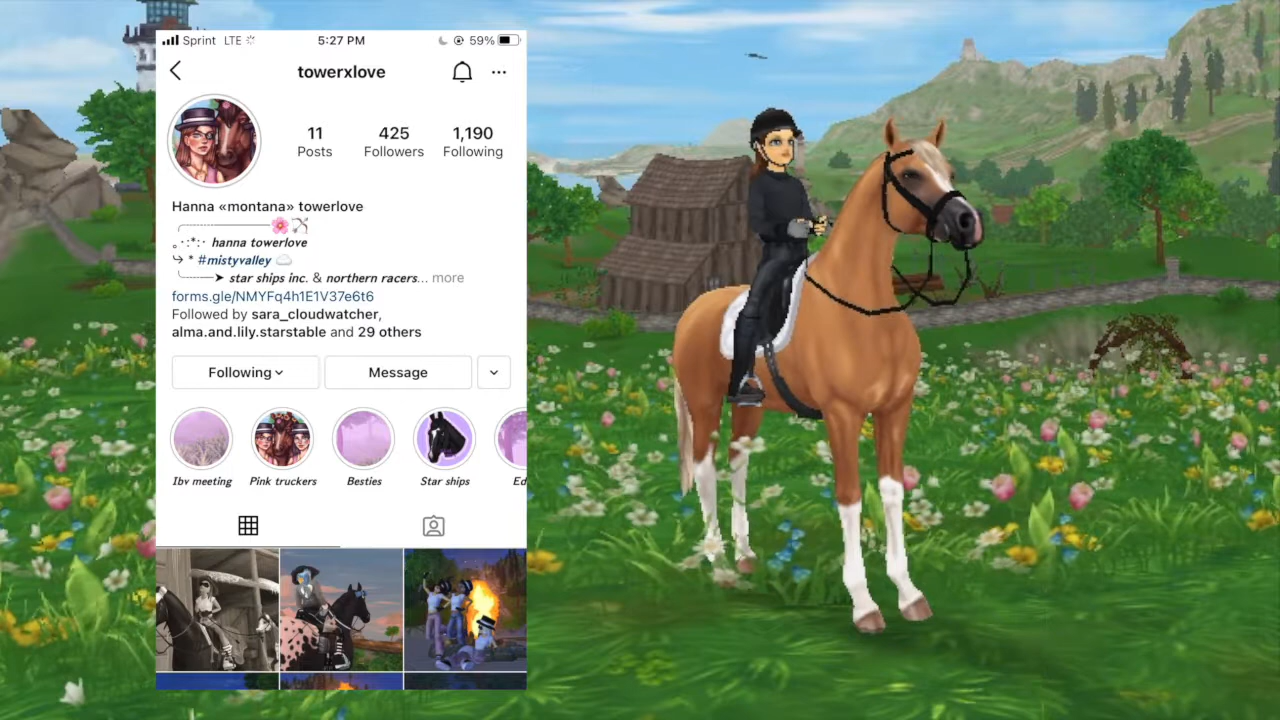 Sprint LTE 5:27 PM 59%
towerxlove
11 425 1,190
Posts Followers Following
Hanna «montana» towerlove
hanna towerlove
#mistyvalley
star ships inc. & northern racers... more
forms.gle/NMYFq4h1E1V37e6t6
Followed by sara_cloudwatcher,
alma.and.lily.starstable and 29 others
Following Message
Ibv meeting Pink truckers Besties Star ships Ed